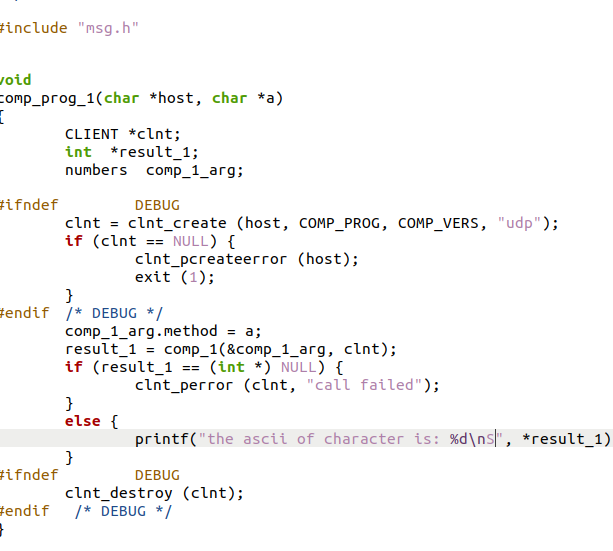 #include "msg.h"
void
comp_prog_1(char *host, char *a)
{
CLIENT *clnt;
int *result_1;
numbers comp_1_arg;
#ifndef DEBUG
clnt = clnt_create (host, COMP_PROG, COMP_VERS, "udp");
if (clnt == NULL) {
clnt_pcreateerror (host);
exit (1);
}
#endif /* DEBUG */
comp_1_arg.method = a;
result_1 = comp_1(&comp_1_arg, clnt);
if (result_1 == (int *) NULL) {
clnt_perror (clnt, "call failed");
}
else {
printf("the ascii of character is: %d\nS", *result_1)
}
#ifndef DEBUG
clnt_destroy (clnt);
#endif /* DEBUG */
}